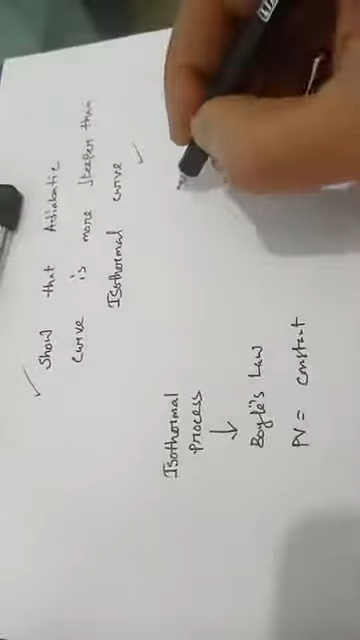 Show that Adiabatic
curve is more steeper than
Isothermal curve
Isothermal
Process
↓
Boyle's Law
PV = constant